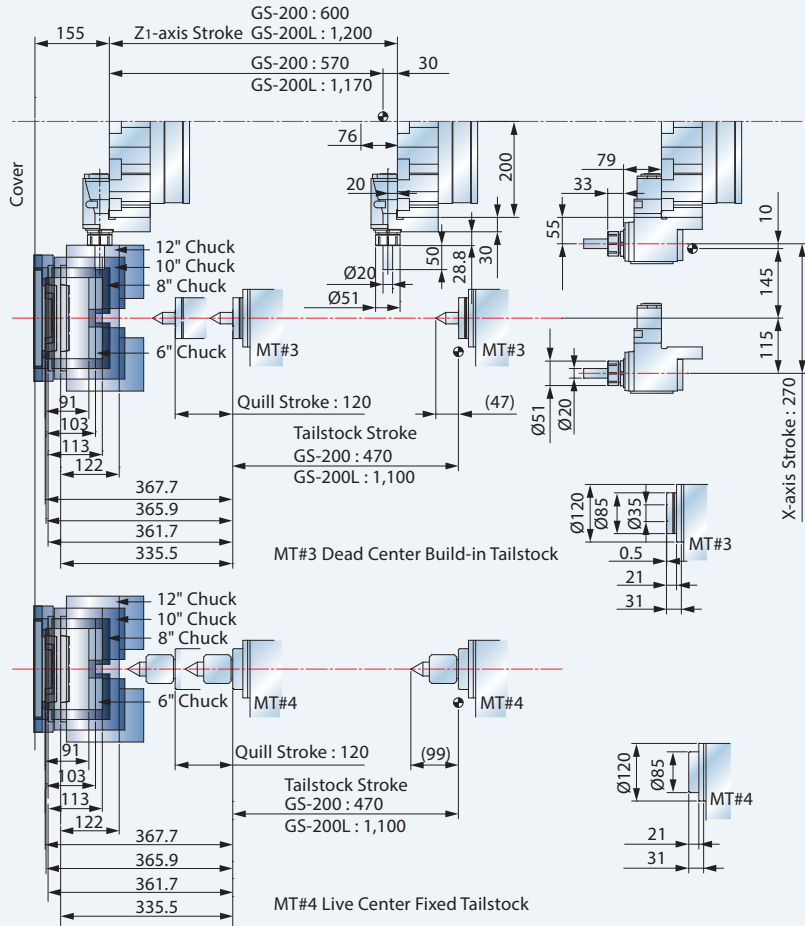 GS-200 : 600
155
Z1-axis Stroke
GS-200L : 1,200
GS-200 : 570
30
GS-200L : 1,170
Cover
76
200
20
79
33
55
10
12" Chuck
10" Chuck
8" Chuck
6" Chuck
50
28.8
30
Ø20
Ø51
145
115
MT#3
MT#3
Ø51
Ø20
X-axis Stroke : 270
91
103
113
122
Quill Stroke : 120
(47)
Tailstock Stroke
GS-200 : 470
GS-200L : 1,100
367.7
365.9
361.7
335.5
MT#3 Dead Center Build-in Tailstock
Ø120
Ø85
Ø35
MT#3
0.5
21
31
12" Chuck
10" Chuck
8" Chuck
6" Chuck
MT#4
MT#4
91
103
113
122
Quill Stroke : 120
(99)
Tailstock Stroke
GS-200 : 470
GS-200L : 1,100
367.7
365.9
361.7
335.5
MT#4 Live Center Fixed Tailstock
Ø120
Ø85
MT#4
21
31